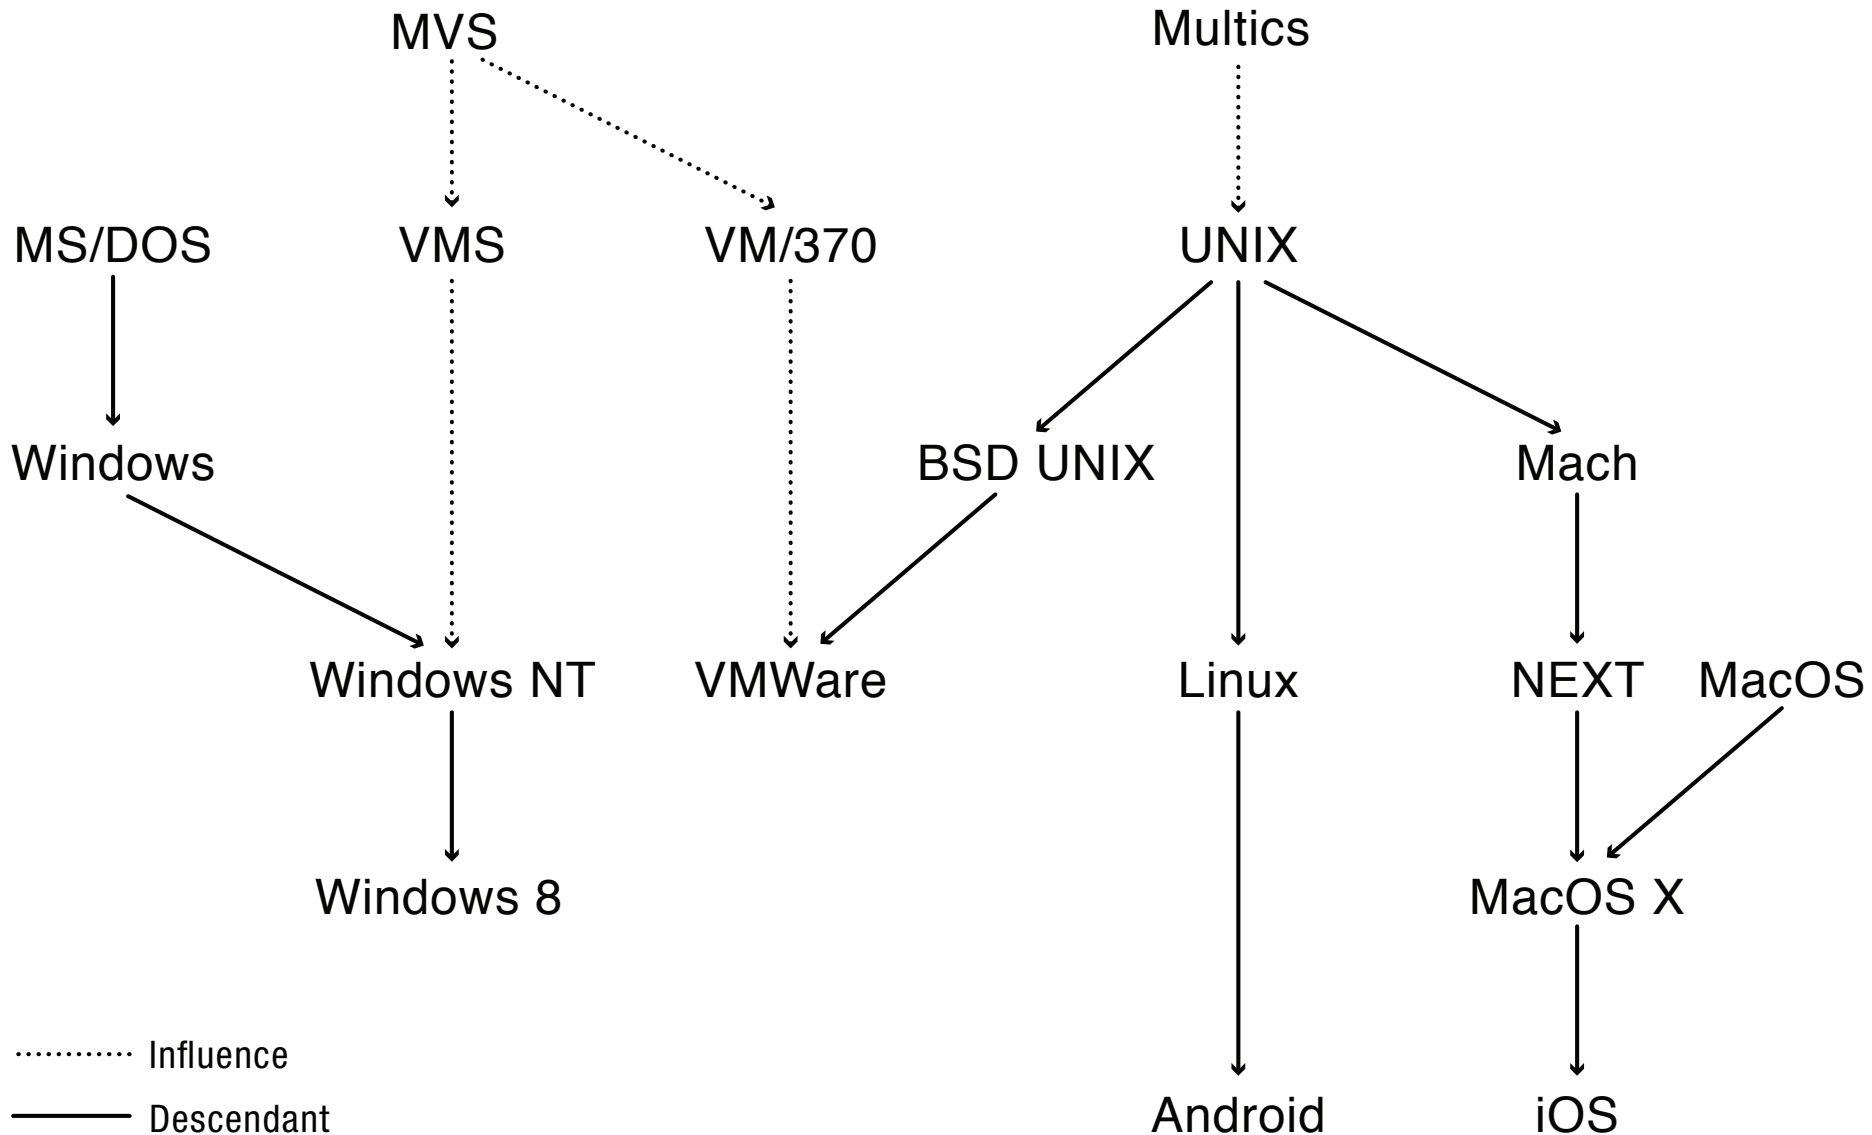 MVS
Multics
MS/DOS
VMS
VM/370
UNIX
Windows
BSD UNIX
Mach
Windows NT
VMWare
Linux
NEXT
MacOS
Windows 8
MacOS X
Influence
Descendant
Android
iOS